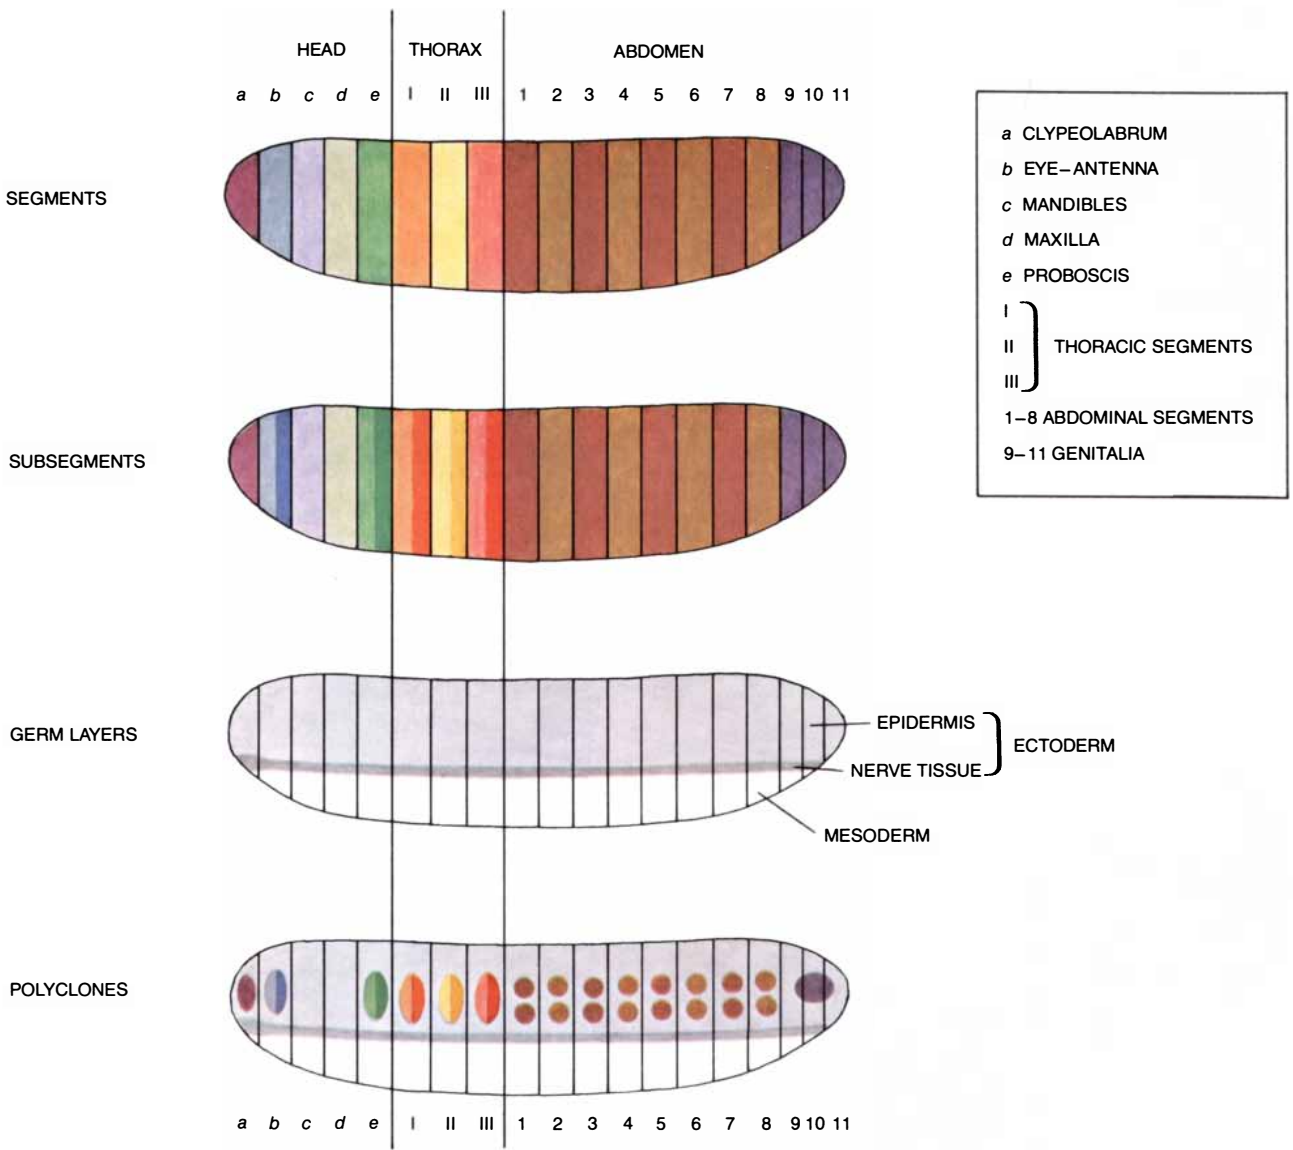 HEAD THORAX ABDOMEN
a b c d e I II III 1 2 3 4 5 6 7 8 9 10 11
SEGMENTS
a CLYPEOLABRUM
b EYE–ANTENNA
c MANDIBLES
d MAXILLA
e PROBOSCIS
I
II THORACIC SEGMENTS
III
1–8 ABDOMINAL SEGMENTS
9–11 GENITALIA
SUBSEGMENTS
GERM LAYERS
EPIDERMIS
ECTODERM
NERVE TISSUE
MESODERM
POLYCLONES
a b c d e I II III 1 2 3 4 5 6 7 8 9 10 11